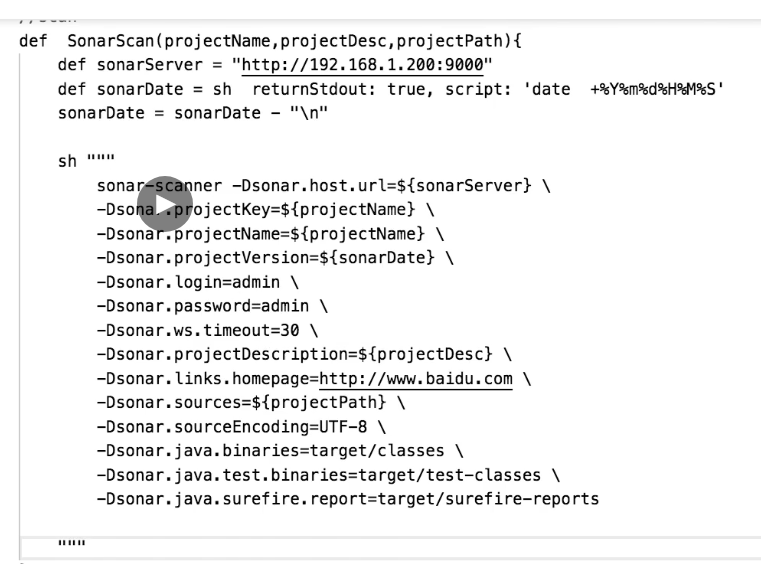 def  SonarScan(projectName,projectDesc,projectPath){
    def sonarServer = "http://192.168.1.200:9000"
    def sonarDate = sh  returnStdout: true, script: 'date  +%Y%m%d%H%M%S'
    sonarDate = sonarDate - "\n"

    sh """
        sonar-scanner -Dsonar.host.url=${sonarServer} \
        -Dsonar.projectKey=${projectName} \
        -Dsonar.projectName=${projectName} \
        -Dsonar.projectVersion=${sonarDate} \
        -Dsonar.login=admin \
        -Dsonar.password=admin \
        -Dsonar.ws.timeout=30 \
        -Dsonar.projectDescription=${projectDesc} \
        -Dsonar.links.homepage=http://www.baidu.com \
        -Dsonar.sources=${projectPath} \
        -Dsonar.sourceEncoding=UTF-8 \
        -Dsonar.java.binaries=target/classes \
        -Dsonar.java.test.binaries=target/test-classes \
        -Dsonar.java.surefire.report=target/surefire-reports

    """